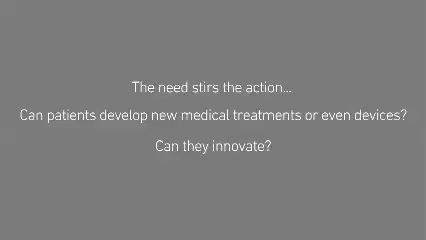 The need stirs the action...
Can patients develop new medical treatments or even devices?
Can they innovate?